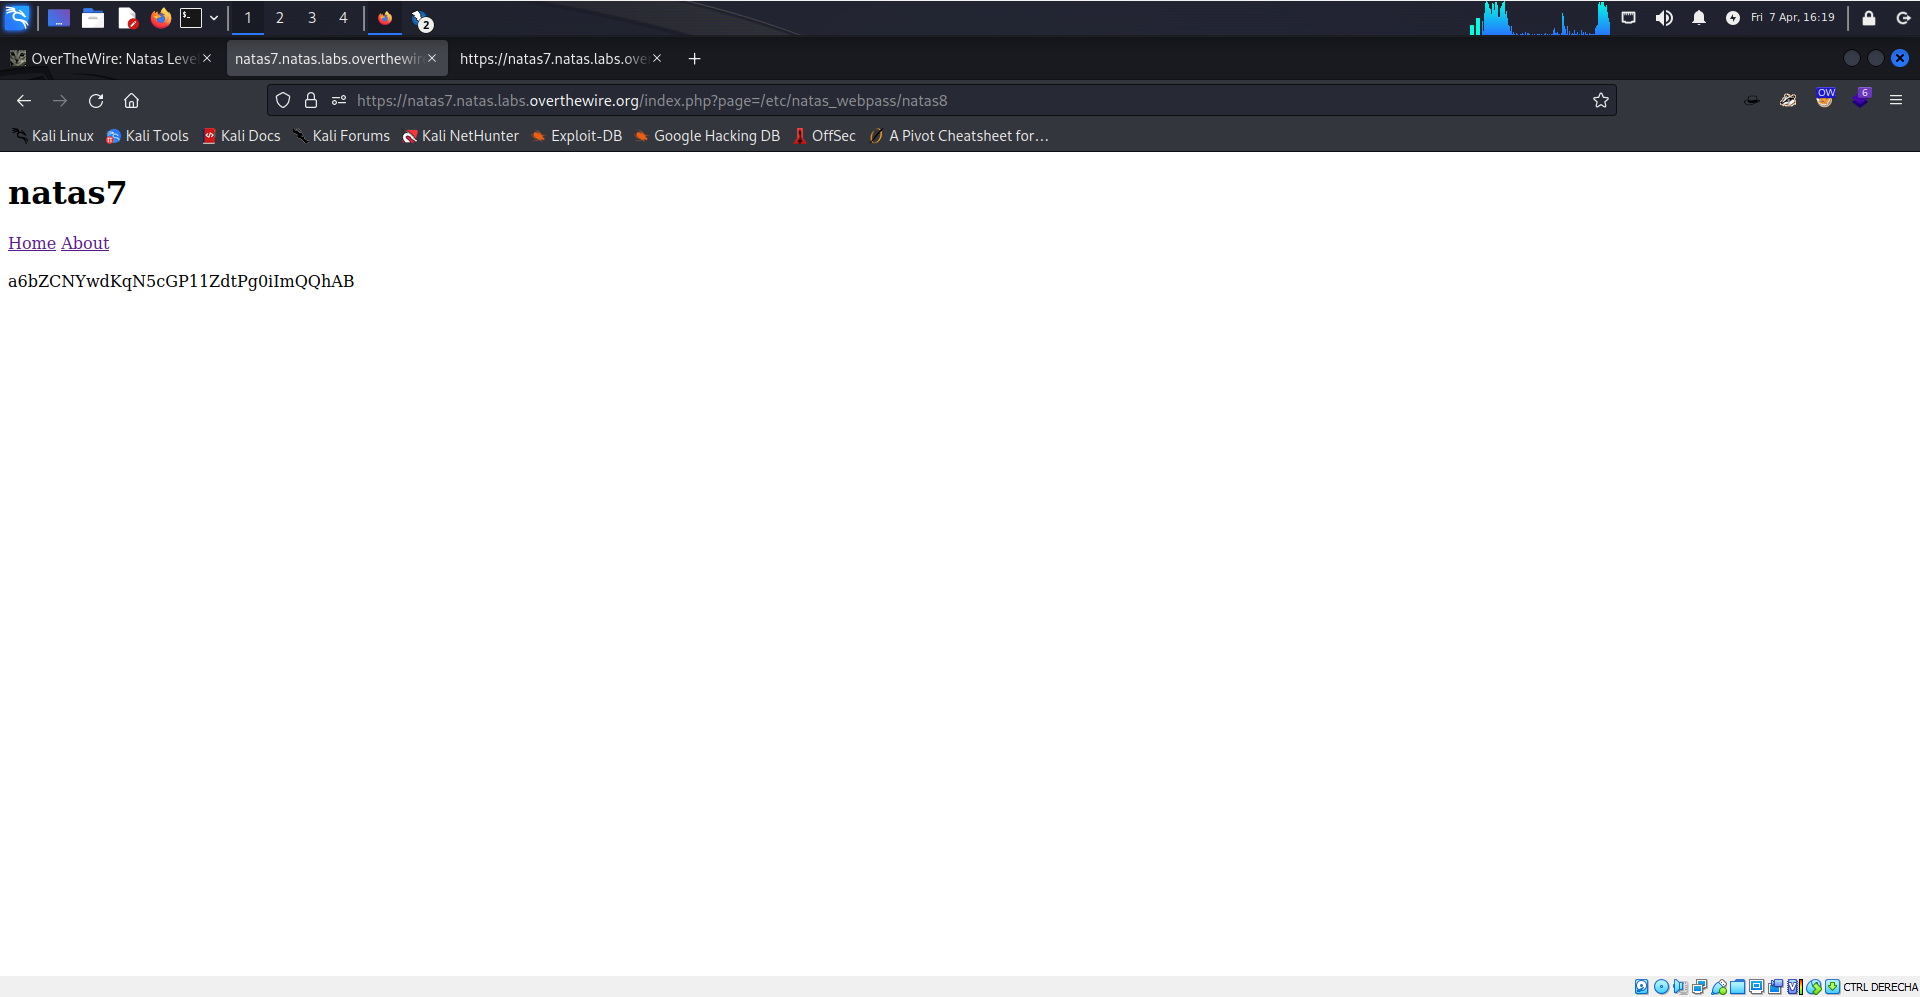 1 2 3 4 2 Fri 7 Apr, 16:19
OverTheWire: Natas Leve natas7.natas.labs.overthewir https://natas7.natas.labs.ove
https://natas7.natas.labs.overthewire.org/index.php?page=/etc/natas_webpass/natas8 OW 6
Kali Linux Kali Tools Kali Docs Kali Forums Kali NetHunter Exploit-DB Google Hacking DB OffSec A Pivot Cheatsheet for…
natas7
Home About
a6bZCNYwdKqN5cGP11ZdtPg0iImQQhAB
CTRL DERECHA